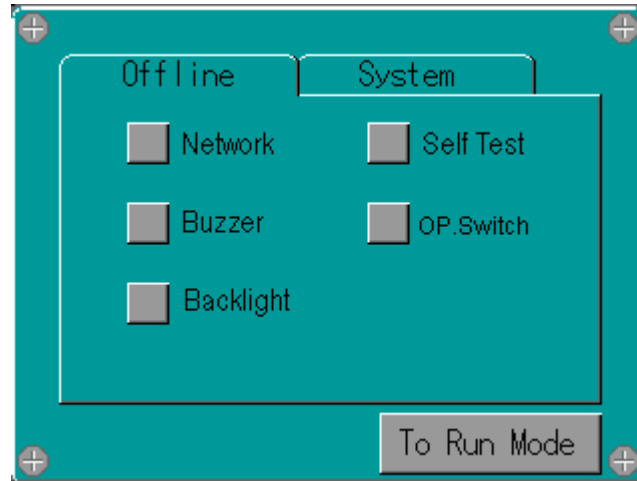 Offline System
Network Self Test
Buzzer OP.Switch
Backlight
To Run Mode